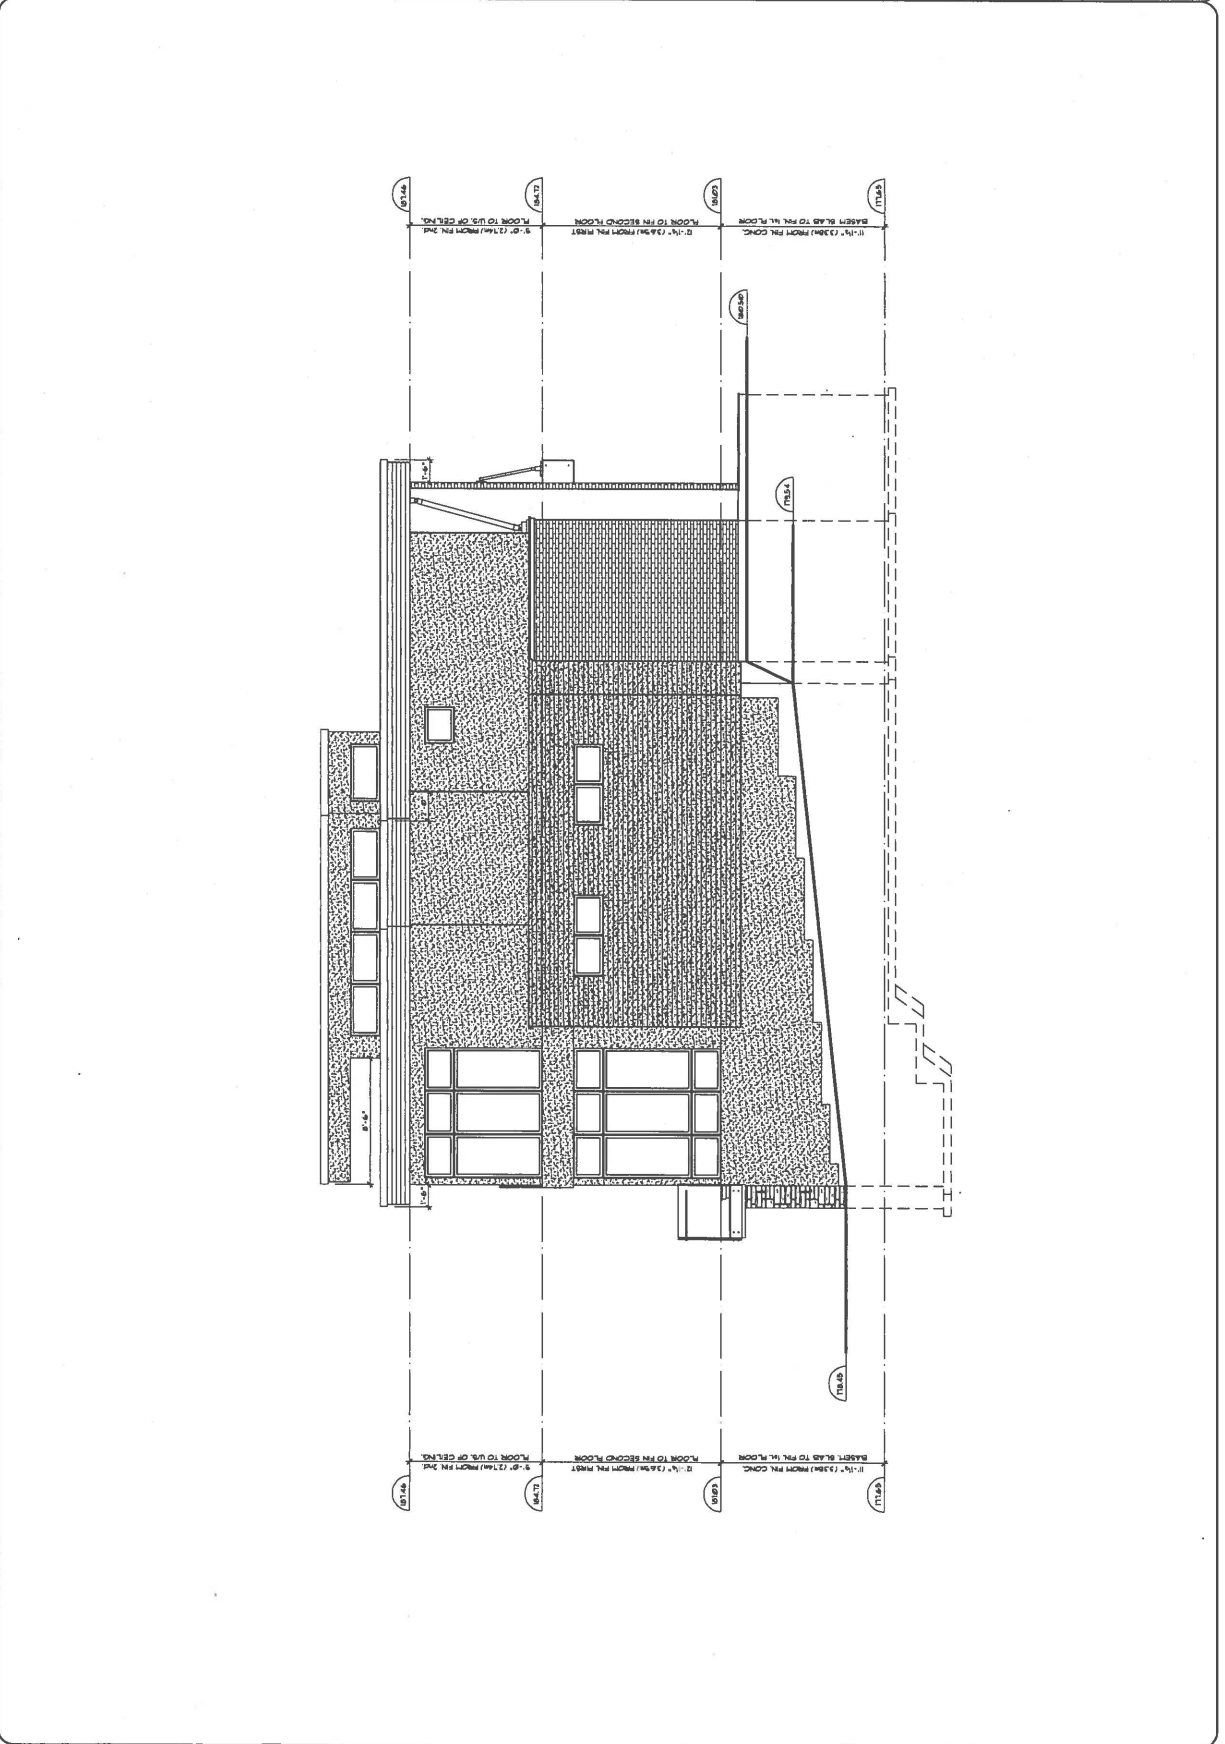 187.46
184.72
181.03
177.65
9'-0" (2.74m) FROM FIN. 2nd.
FLOOR TO U/S. OF CEILING.
12'-1¼" (3.69m) FROM FIN. FIRST
FLOOR TO FIN SECOND FLOOR
11'-1¼" (3.38m) FROM FIN. CONC.
BASEM. SLAB TO FIN. 1st. FLOOR
180.50
179.54
1'-6"
8'-6"
1'-6"
178.45
9'-0" (2.74m) FROM FIN. 2nd.
FLOOR TO U/S. OF CEILING.
12'-1¼" (3.69m) FROM FIN. FIRST
FLOOR TO FIN SECOND FLOOR
11'-1¼" (3.38m) FROM FIN. CONC.
BASEM. SLAB TO FIN. 1st. FLOOR
187.46
184.72
181.03
177.65